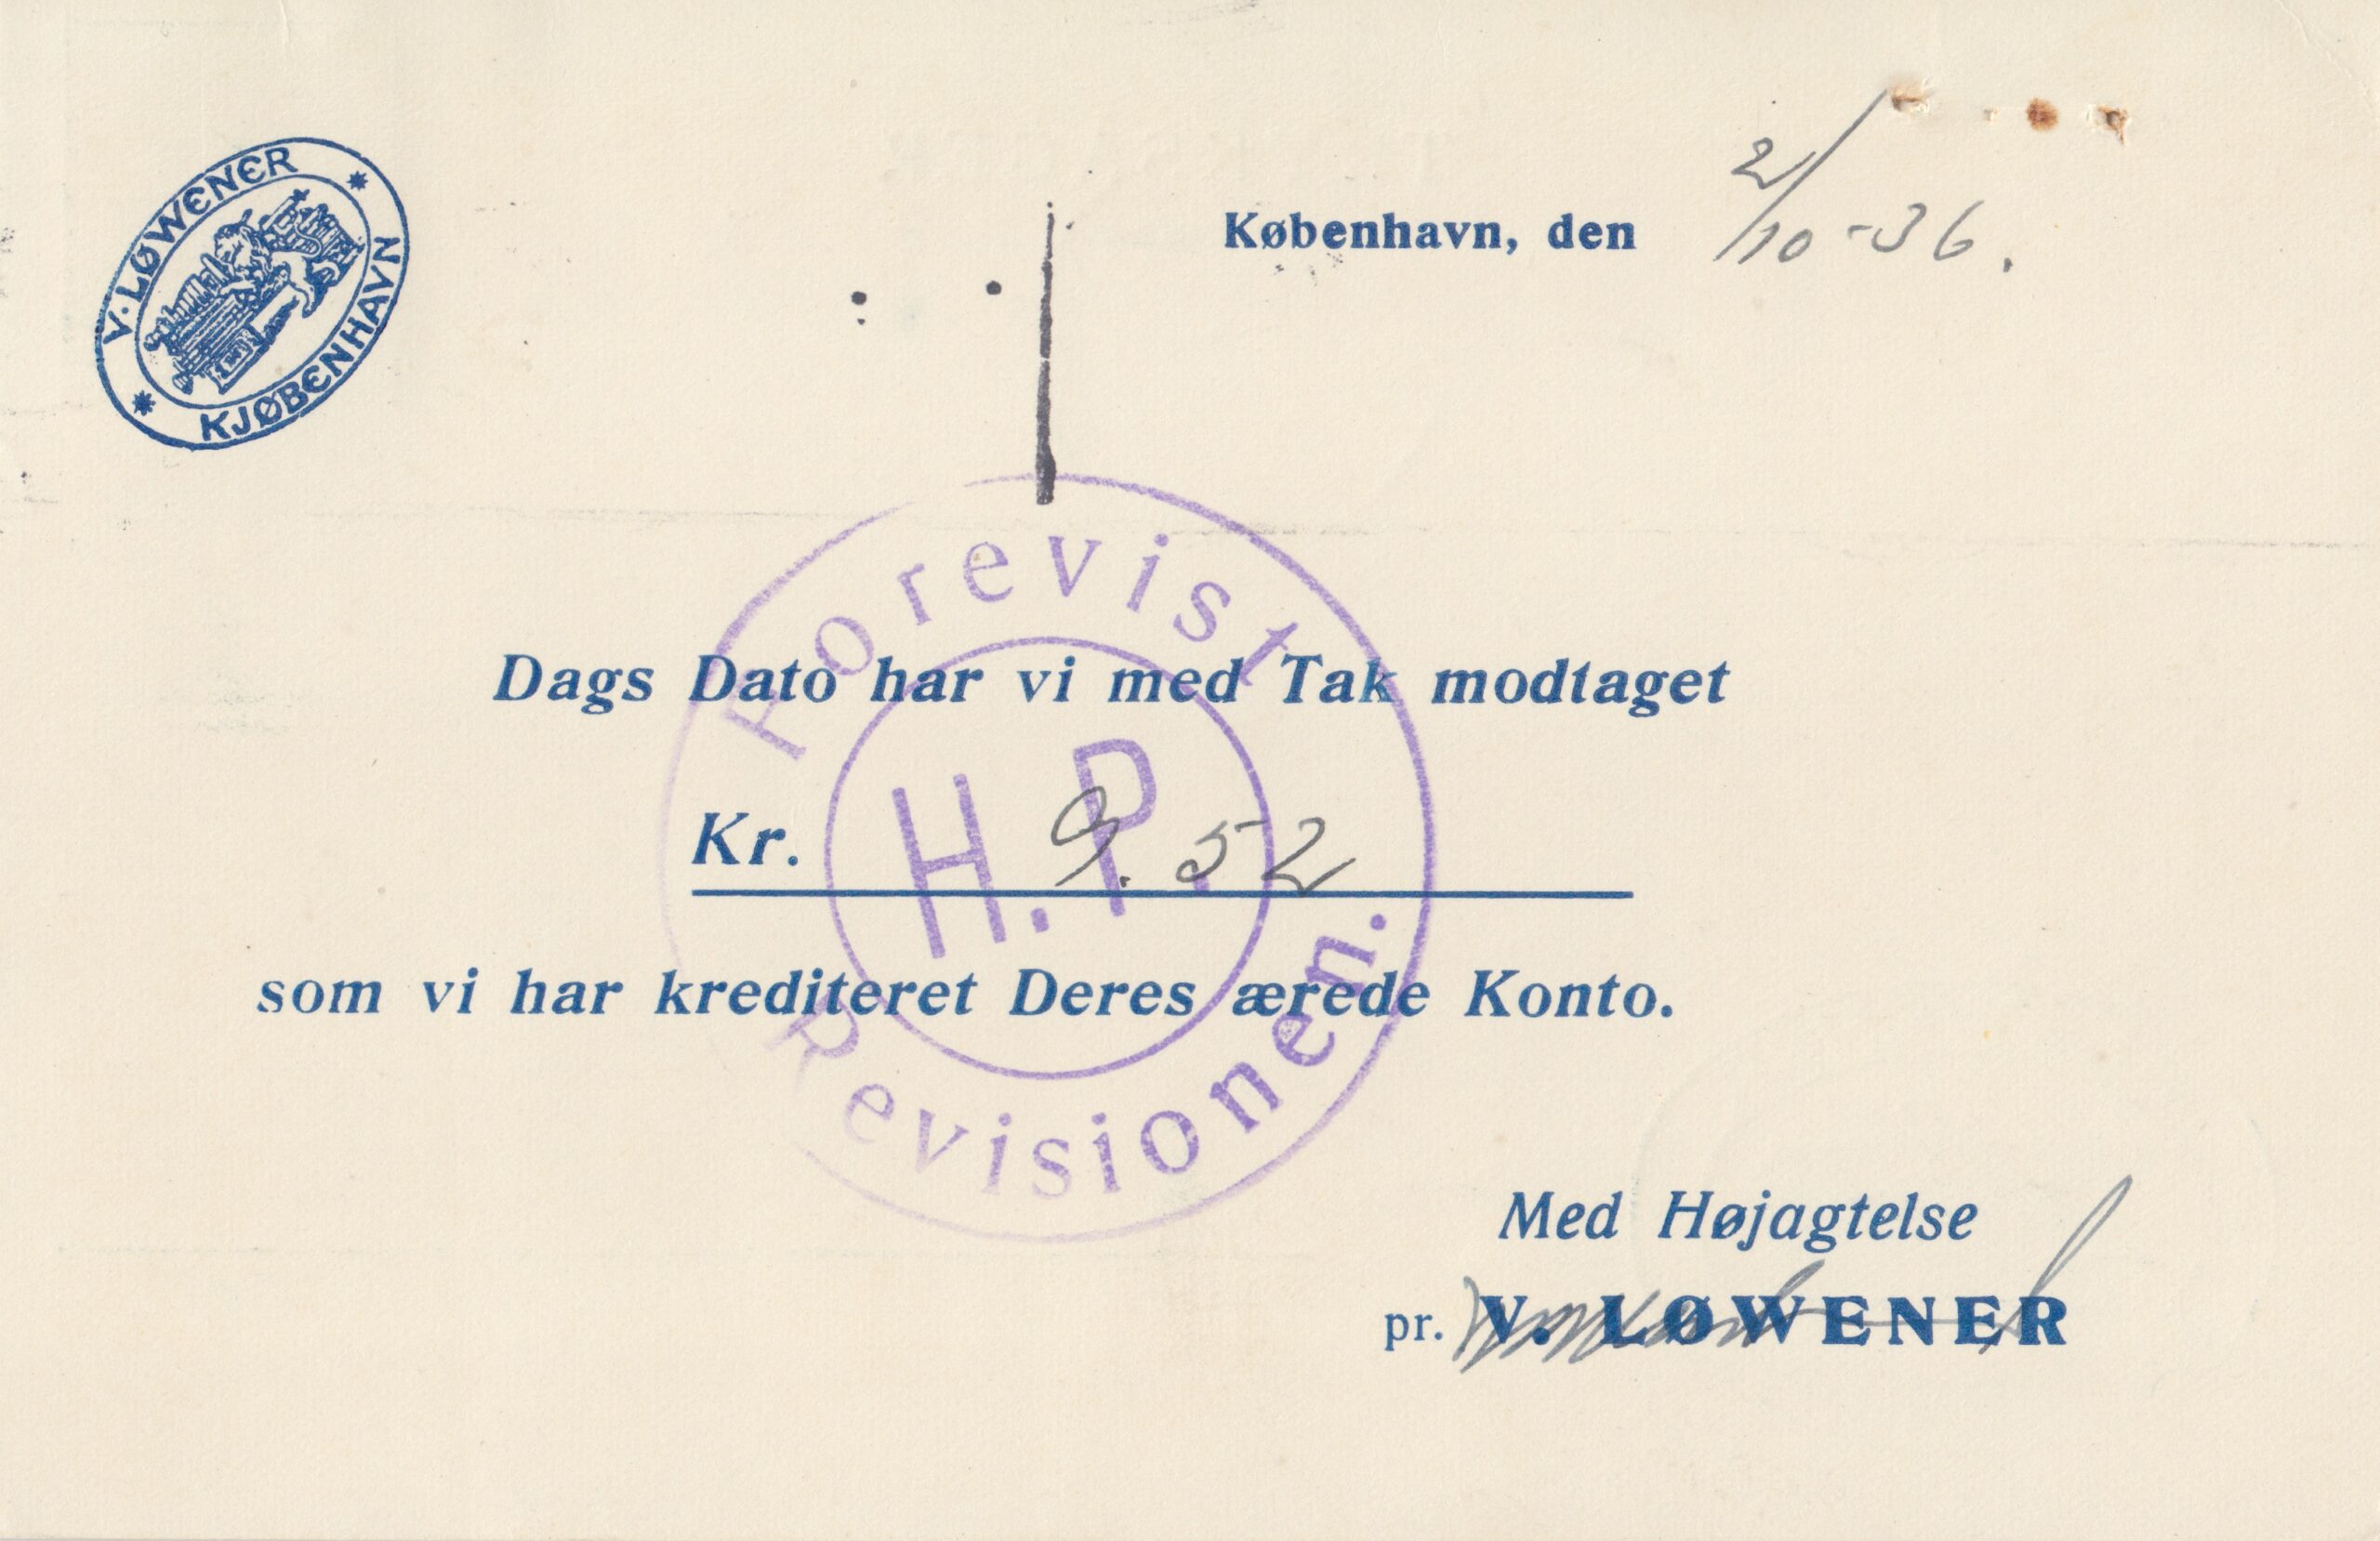 V. LØWENER
KJØBENHAVN
København, den 2/10 - 36.
Forevist
Dags Dato har vi med Tak modtaget
H. P.
Kr. 9. 52
som vi har krediteret Deres ærede Konto.
Revisionen.
Med Højagtelse
pr. V. LØWENER